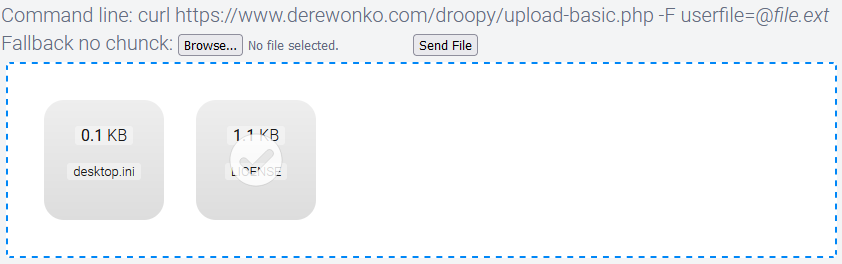 Command line: curl https://www.derewonko.com/droopy/upload-basic.php -F userfile=@file.ext
Fallback no chunck: Browse... No file selected. Send File
0.1 KB 1.1 KB
desktop.ini LICENSE